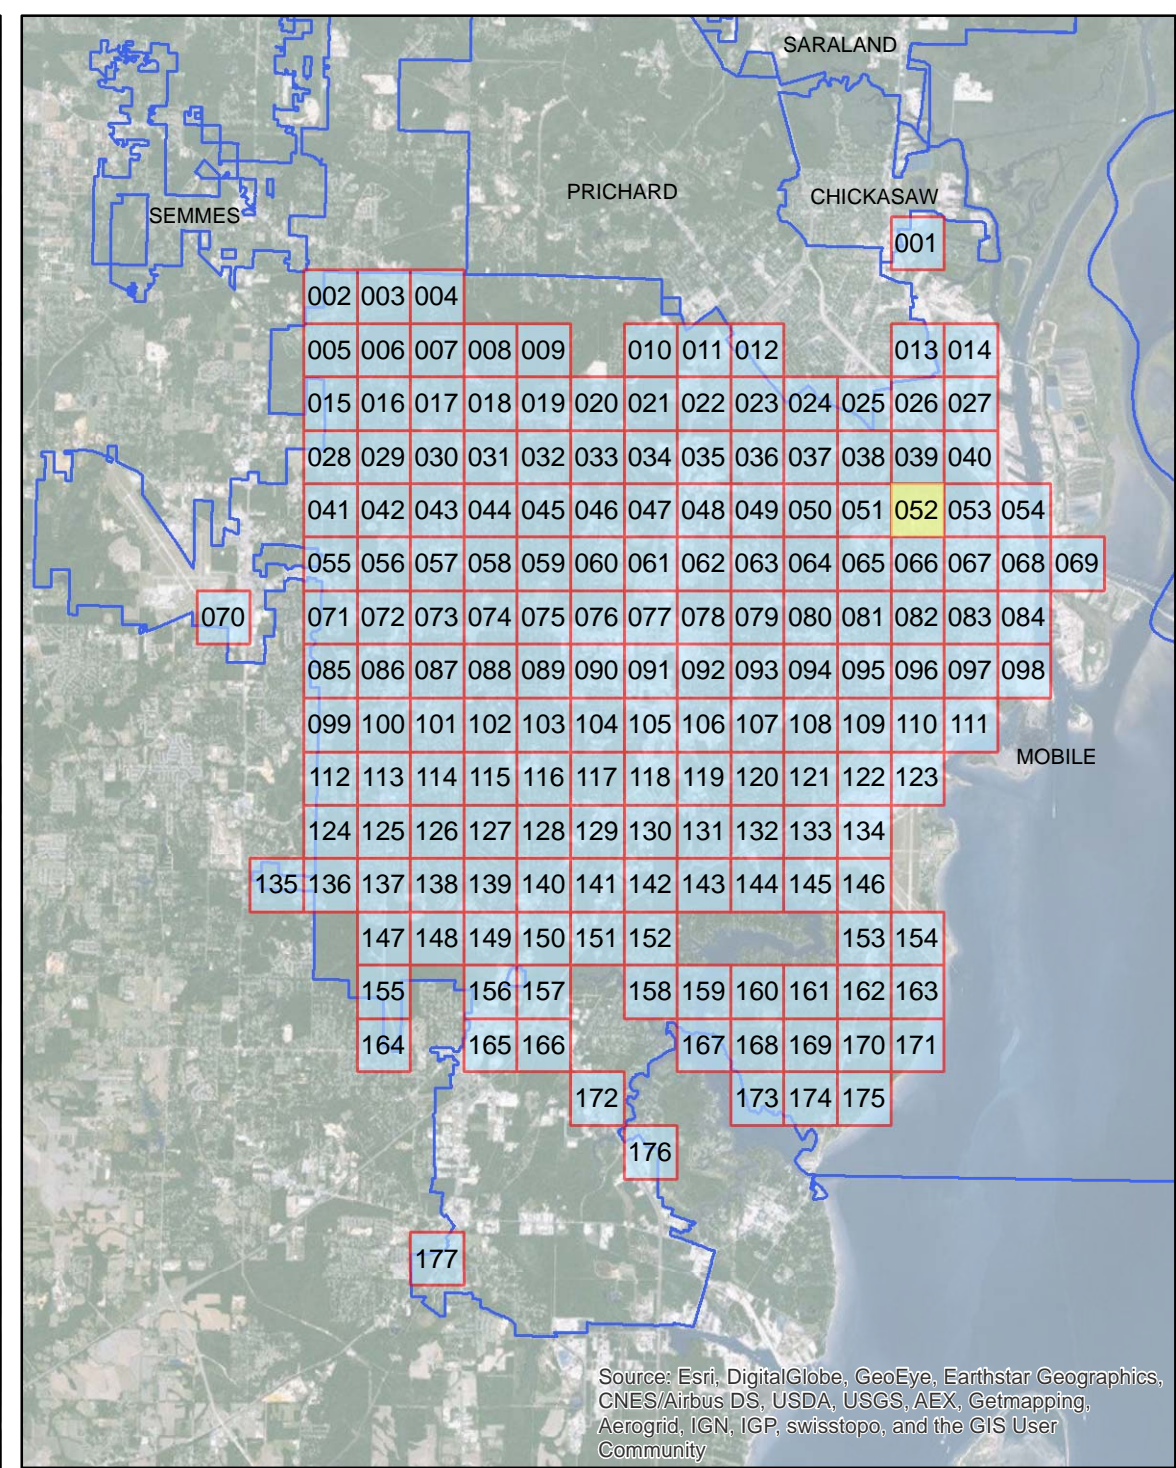 SARALAND
PRICHARD
CHICKASAW
SEMMES
001
002 003 004
005 006 007 008 009 010 011 012 013 014
015 016 017 018 019 020 021 022 023 024 025 026 027
028 029 030 031 032 033 034 035 036 037 038 039 040
041 042 043 044 045 046 047 048 049 050 051 052 053 054
055 056 057 058 059 060 061 062 063 064 065 066 067 068 069
070 071 072 073 074 075 076 077 078 079 080 081 082 083 084
085 086 087 088 089 090 091 092 093 094 095 096 097 098
099 100 101 102 103 104 105 106 107 108 109 110 111
MOBILE
112 113 114 115 116 117 118 119 120 121 122 123
124 125 126 127 128 129 130 131 132 133 134
135 136 137 138 139 140 141 142 143 144 145 146
147 148 149 150 151 152 153 154
155 156 157 158 159 160 161 162 163
164 165 166 167 168 169 170 171
172 173 174 175
176
177
Source: Esri, DigitalGlobe, GeoEye, Earthstar Geographics,
CNES/Airbus DS, USDA, USGS, AEX, Getmapping,
Aerogrid, IGN, IGP, swisstopo, and the GIS User
Community